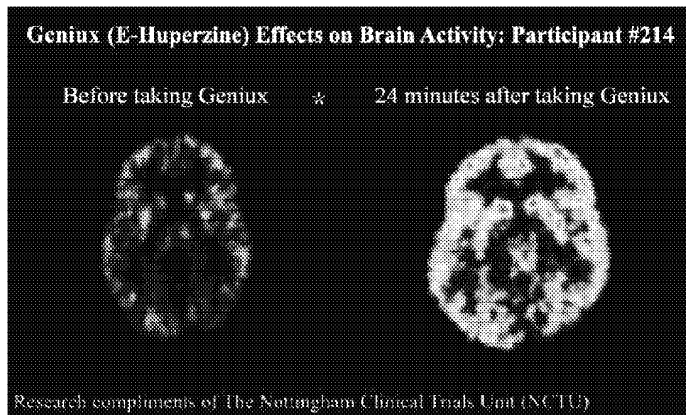 Geniux (E-Huperzine) Effects on Brain Activity: Participant #214
Before taking Geniux * 24 minutes after taking Geniux
Research compliments of The Nottingham Clinical Trials Unit (NCTU)